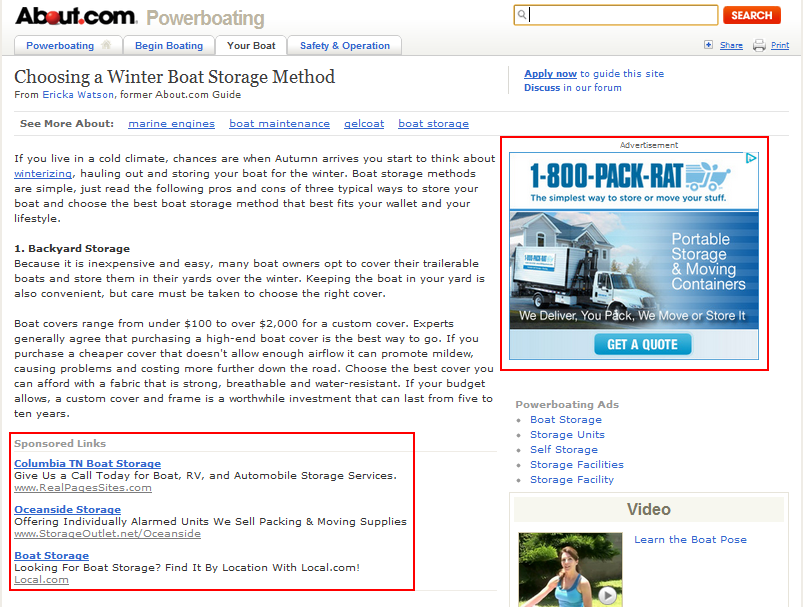 About.com. Powerboating
SEARCH
Powerboating
Begin Boating
Your Boat
Safety & Operation
Share
Print
Choosing a Winter Boat Storage Method
From Ericka Watson, former About.com Guide
Apply now to guide this site
Discuss in our forum
See More About: marine engines boat maintenance gelcoat boat storage
If you live in a cold climate, chances are when Autumn arrives you start to think about
winterizing, hauling out and storing your boat for the winter. Boat storage methods
are simple, just read the following pros and cons of three typical ways to store your
boat and choose the best boat storage method that best fits your wallet and your
lifestyle.
1. Backyard Storage
Because it is inexpensive and easy, many boat owners opt to cover their trailerable
boats and store them in their yards over the winter. Keeping the boat in your yard is
also convenient, but care must be taken to choose the right cover.
Boat covers range from under $100 to over $2,000 for a custom cover. Experts
generally agree that purchasing a high-end boat cover is the best way to go. If you
purchase a cheaper cover that doesn't allow enough airflow it can promote mildew,
causing problems and costing more further down the road. Choose the best cover you
can afford with a fabric that is strong, breathable and water-resistant. If your budget
allows, a custom cover and frame is a worthwhile investment that can last from five to
ten years.
Sponsored Links
Columbia TN Boat Storage
Give Us a Call Today for Boat, RV, and Automobile Storage Services.
www.RealPagesSites.com
Oceanside Storage
Offering Individually Alarmed Units We Sell Packing & Moving Supplies
www.StorageOutlet.net/Oceanside
Boat Storage
Looking For Boat Storage? Find It By Location With Local.com!
Local.com
Advertisement
1-800-PACK-RAT
The simplest way to store or move your stuff.
Portable
Storage
& Moving
Containers
We Deliver, You Pack, We Move or Store It
GET A QUOTE
Powerboating Ads
Boat Storage
Storage Units
Self Storage
Storage Facilities
Storage Facility
Video
Learn the Boat Pose